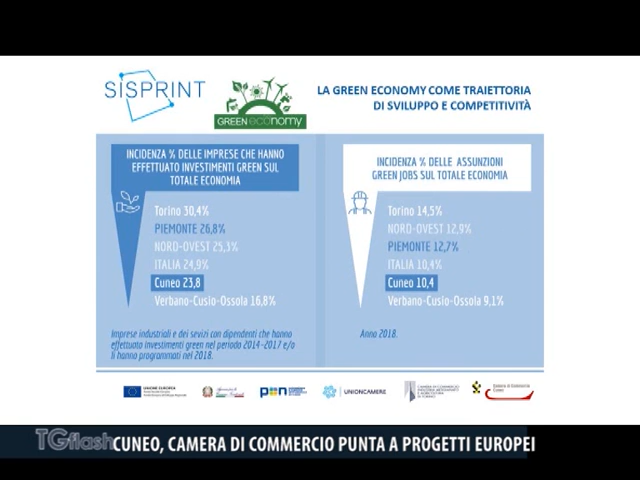 SISPRINT
GREEN economy
LA GREEN ECONOMY COME TRAIETTORIA
DI SVILUPPO E COMPETITIVITÀ
INCIDENZA % DELLE IMPRESE CHE HANNO
EFFETTUATO INVESTIMENTI GREEN SUL
TOTALE ECONOMIA
Torino 30,4%
PIEMONTE 26,8%
NORD-OVEST 25,3%
ITALIA 24,9%
Cuneo 23,8
Verbano-Cusio-Ossola 16,8%
Imprese industriali e dei sevizi con dipendenti che hanno
effettuato investimenti green nel periodo 2014-2017 e/o
li hanno programmati nel 2018.
INCIDENZA % DELLE ASSUNZIONI
GREEN JOBS SUL TOTALE ECONOMIA
Torino 14,5%
NORD-OVEST 12,9%
PIEMONTE 12,7%
ITALIA 10,4%
Cuneo 10,4
Verbano-Cusio-Ossola 9,1%
Anno 2018.
UNIONE EUROPEA
pon
UNIONCAMERE
TGflash
CUNEO, CAMERA DI COMMERCIO PUNTA A PROGETTI EUROPEI